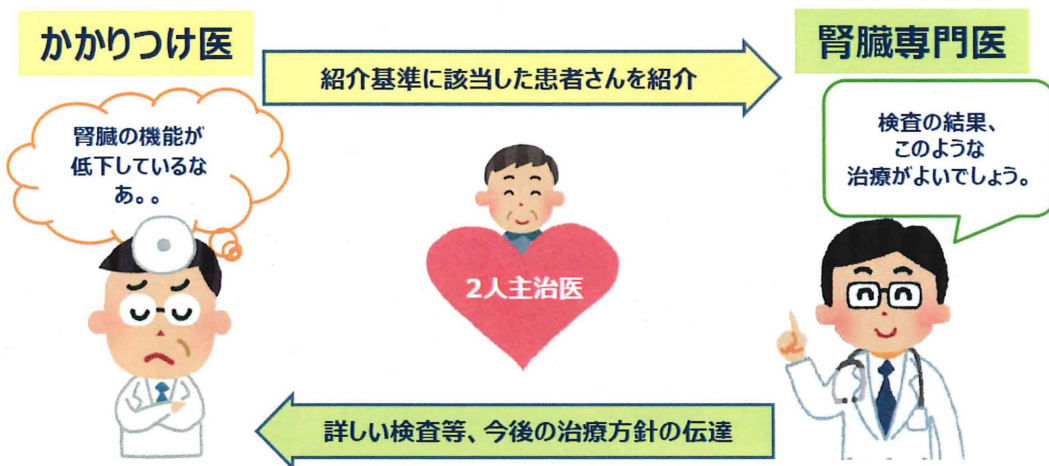 かかりつけ医
腎臓専門医
紹介基準に該当した患者さんを紹介
腎臓の機能が
低下しているな
あ。。
検査の結果、
このような
治療がよいでしょう。
2人主治医
詳しい検査等、今後の治療方針の伝達